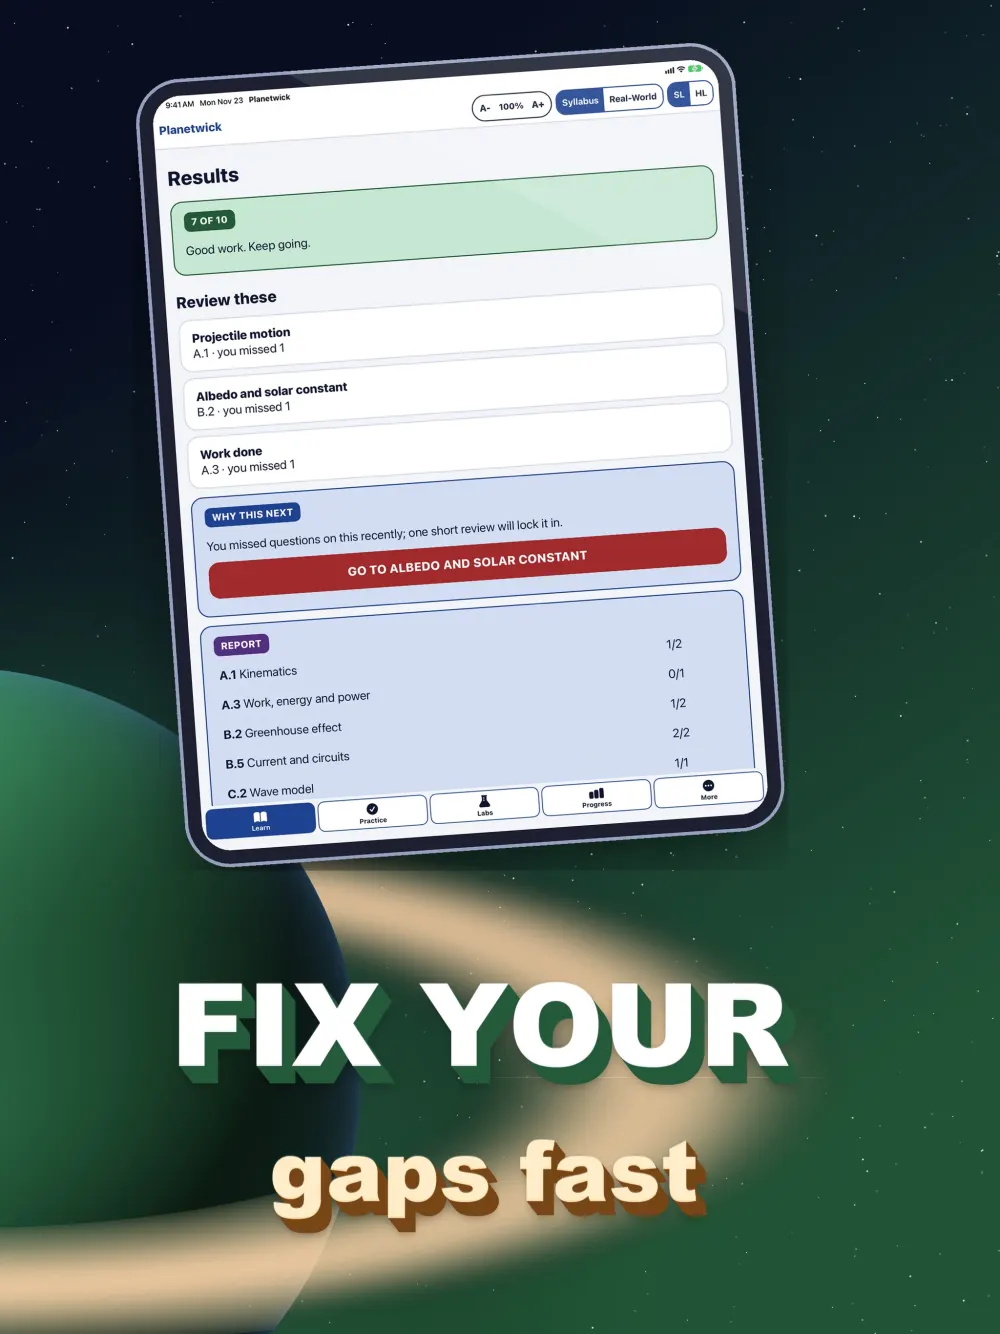 9:41 AM Mon Nov 23 Planetwick
Planetwick
A- 100% A+ Syllabus Real-World SL HL
Results
7 OF 10
Good work. Keep going.
Review these
Projectile motion
A.1 · you missed 1
Albedo and solar constant
B.2 · you missed 1
Work done
A.3 · you missed 1
WHY THIS NEXT
You missed questions on this recently; one short review will lock it in.
GO TO ALBEDO AND SOLAR CONSTANT
REPORT
A.1 Kinematics 1/2
A.3 Work, energy and power 0/1
B.2 Greenhouse effect 1/2
B.5 Current and circuits 2/2
C.2 Wave model 1/1
Learn Practice Labs Progress More
FIX YOUR
gaps fast